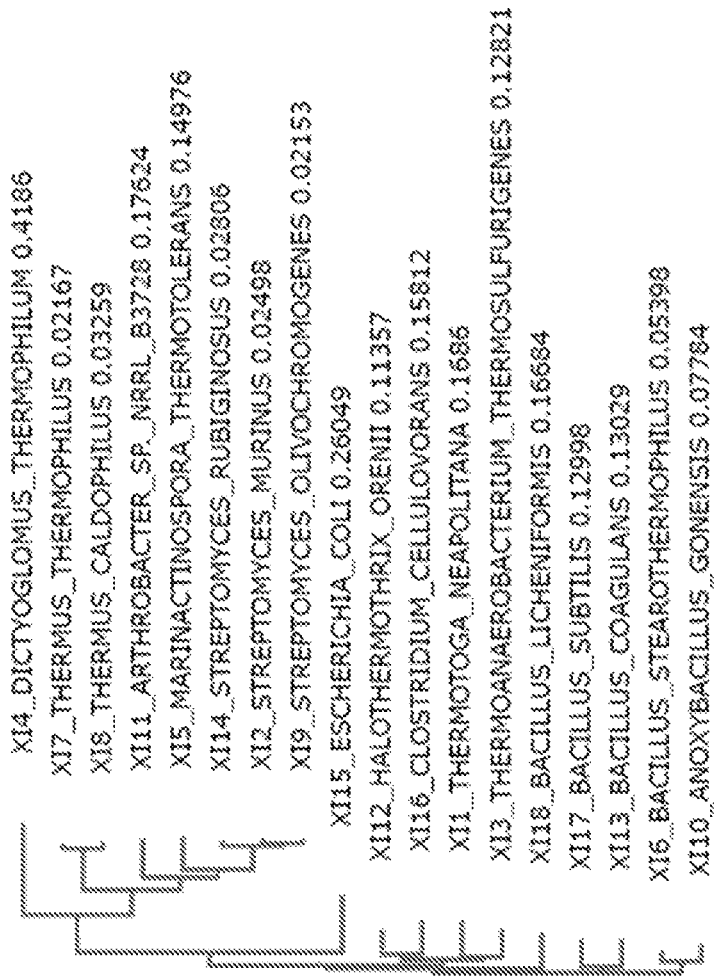 XI4_DICTYOGLOMUS_THERMOPHILUM 0.4186
XI7_THERMUS_THERMOPHILUS 0.02167
XI8_THERMUS_CALDOPHILUS 0.03259
XI11_ARTHROBACTER_SP._NRRL_B3728 0.17624
XI5_MARINACTINOSPORA_THERMOTOLERANS 0.14976
XI14_STREPTOMYCES_RUBIGINOSUS 0.02806
XI2_STREPTOMYCES_MURINUS 0.02498
XI9_STREPTOMYCES_OLIVOCHROMOGENES 0.02153
XI15_ESCHERICHIA_COLI 0.26049
XI12_HALOTHERMOTHRIX_ORENII 0.11357
XI16_CLOSTRIDIUM_CELLULOVORANS 0.15812
XI1_THERMOTOGA_NEAPOLITANA 0.1686
XI3_THERMOANAEROBACTERIUM_THERMOSULFURIGENES 0.12821
XI18_BACILLUS_LICHENIFORMIS 0.16684
XI17_BACILLUS_SUBTILIS 0.12998
XI13_BACILLUS_COAGULANS 0.13029
XI6_BACILLUS_STEAROTHERMOPHILUS 0.05398
XI10_ANOXYBACILLUS_GONENSIS 0.07784